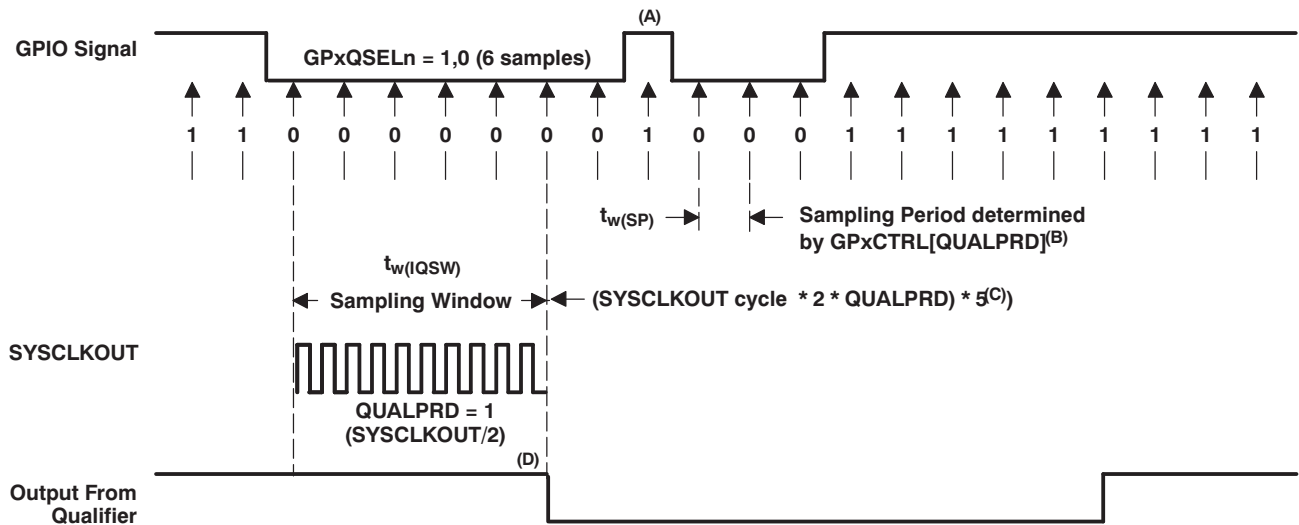 (A)
GPIO Signal
GPxQSELn = 1,0 (6 samples)
1 1 0 0 0 0 0 0 0 1 0 0 0 1 1 1 1 1 1 1 1 1
tw(SP)
Sampling Period determined
by GPxCTRL[QUALPRD](B)
tw(IQSW)
Sampling Window
(SYSCLKOUT cycle * 2 * QUALPRD) * 5(C))
SYSCLKOUT
QUALPRD = 1
(SYSCLKOUT/2)
(D)
Output From
Qualifier